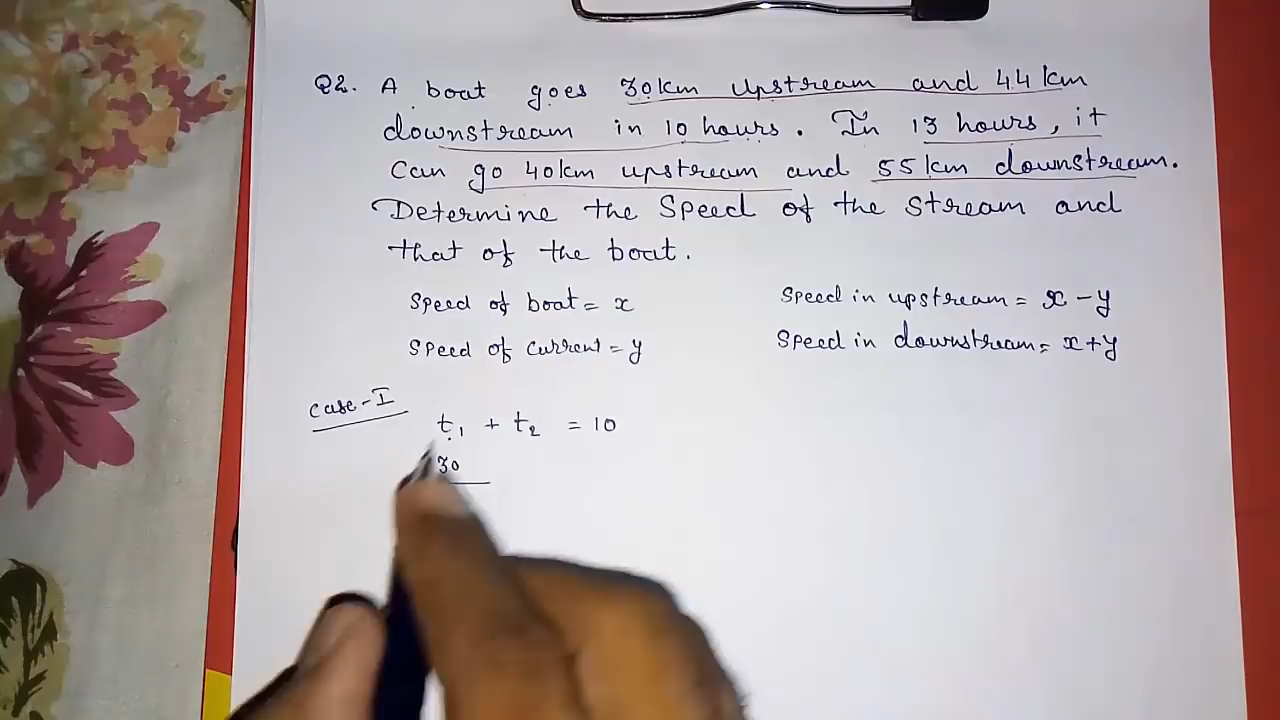 Q2. A boat goes 30km upstream and 44km
downstream in 10 hours. In 13 hours, it
Can go 40km upstream and 55km downstream.
Determine the Speed of the Stream and
that of the boat.
Speed of boat = x
Speed in upstream = x - y
Speed of current = y
Speed in downstream = x + y
Case - I
t1 + t2 = 10
30